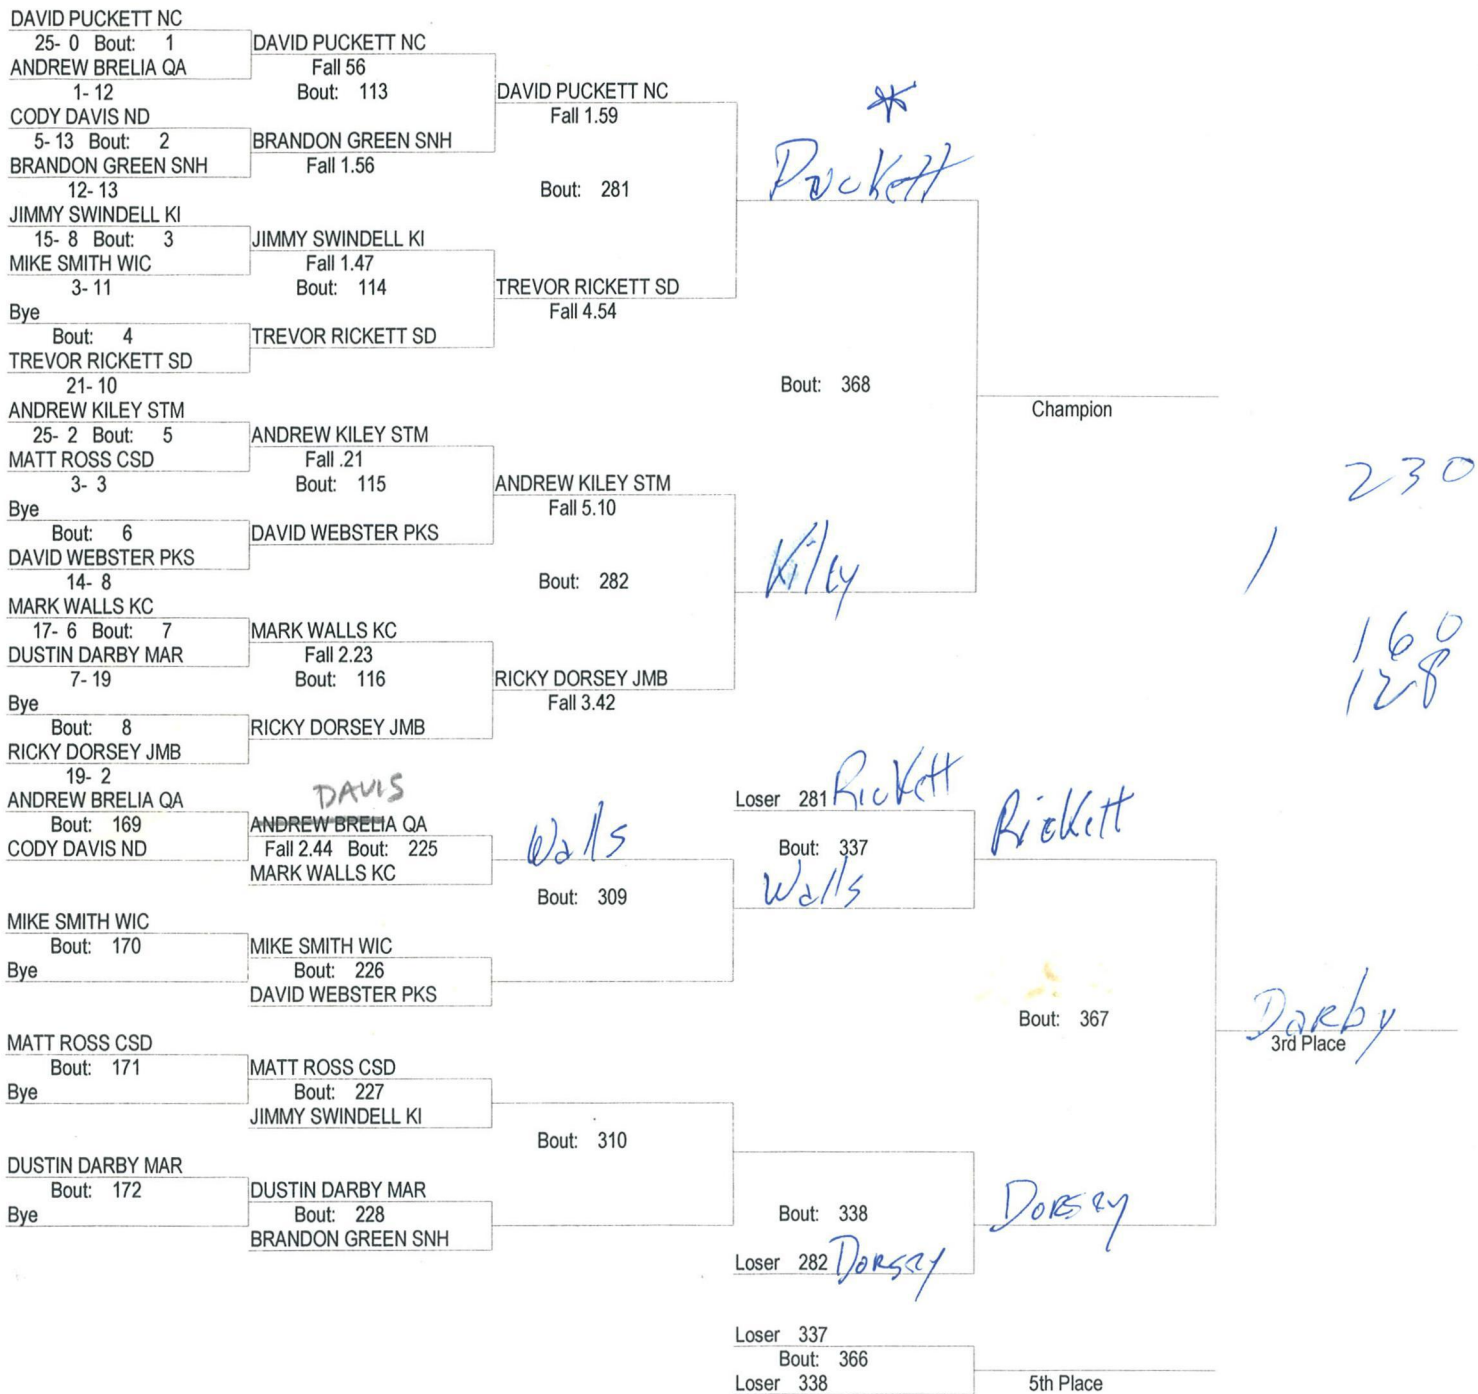 DAVID PUCKETT NC
25- 0 Bout: 1
ANDREW BRELIA QA
1- 12
CODY DAVIS ND
5- 13 Bout: 2
BRANDON GREEN SNH
12- 13
JIMMY SWINDELL KI
15- 8 Bout: 3
MIKE SMITH WIC
3- 11
Bye
Bout: 4
TREVOR RICKETT SD
21- 10
ANDREW KILEY STM
25- 2 Bout: 5
MATT ROSS CSD
3- 3
Bye
Bout: 6
DAVID WEBSTER PKS
14- 8
MARK WALLS KC
17- 6 Bout: 7
DUSTIN DARBY MAR
7- 19
Bye
Bout: 8
RICKY DORSEY JMB
19- 2
DAVID PUCKETT NC
Fall 56
Bout: 113
BRANDON GREEN SNH
Fall 1.56
JIMMY SWINDELL KI
Fall 1.47
Bout: 114
TREVOR RICKETT SD
ANDREW KILEY STM
Fall .21
Bout: 115
DAVID WEBSTER PKS
MARK WALLS KC
Fall 2.23
Bout: 116
RICKY DORSEY JMB
DAVID PUCKETT NC
Fall 1.59
Bout: 281
TREVOR RICKETT SD
Fall 4.54
ANDREW KILEY STM
Fall 5.10
Bout: 282
RICKY DORSEY JMB
Fall 3.42
*
Puckett
Bout: 368
Kiley
Champion
230
1
160
128
ANDREW BRELIA QA
Bout: 169
CODY DAVIS ND
MIKE SMITH WIC
Bout: 170
Bye
MATT ROSS CSD
Bout: 171
Bye
DUSTIN DARBY MAR
Bout: 172
Bye
DAVIS
ANDREW BRELIA QA
Fall 2.44 Bout: 225
MARK WALLS KC
MIKE SMITH WIC
Bout: 226
DAVID WEBSTER PKS
MATT ROSS CSD
Bout: 227
JIMMY SWINDELL KI
DUSTIN DARBY MAR
Bout: 228
BRANDON GREEN SNH
Walls
Bout: 309
Bout: 310
Loser 281 Rickett
Bout: 337
Walls
Bout: 338
Loser 282 Dorsey
Rickett
Bout: 367
Dorsey
Darby
3rd Place
Loser 337
Bout: 366
Loser 338
5th Place